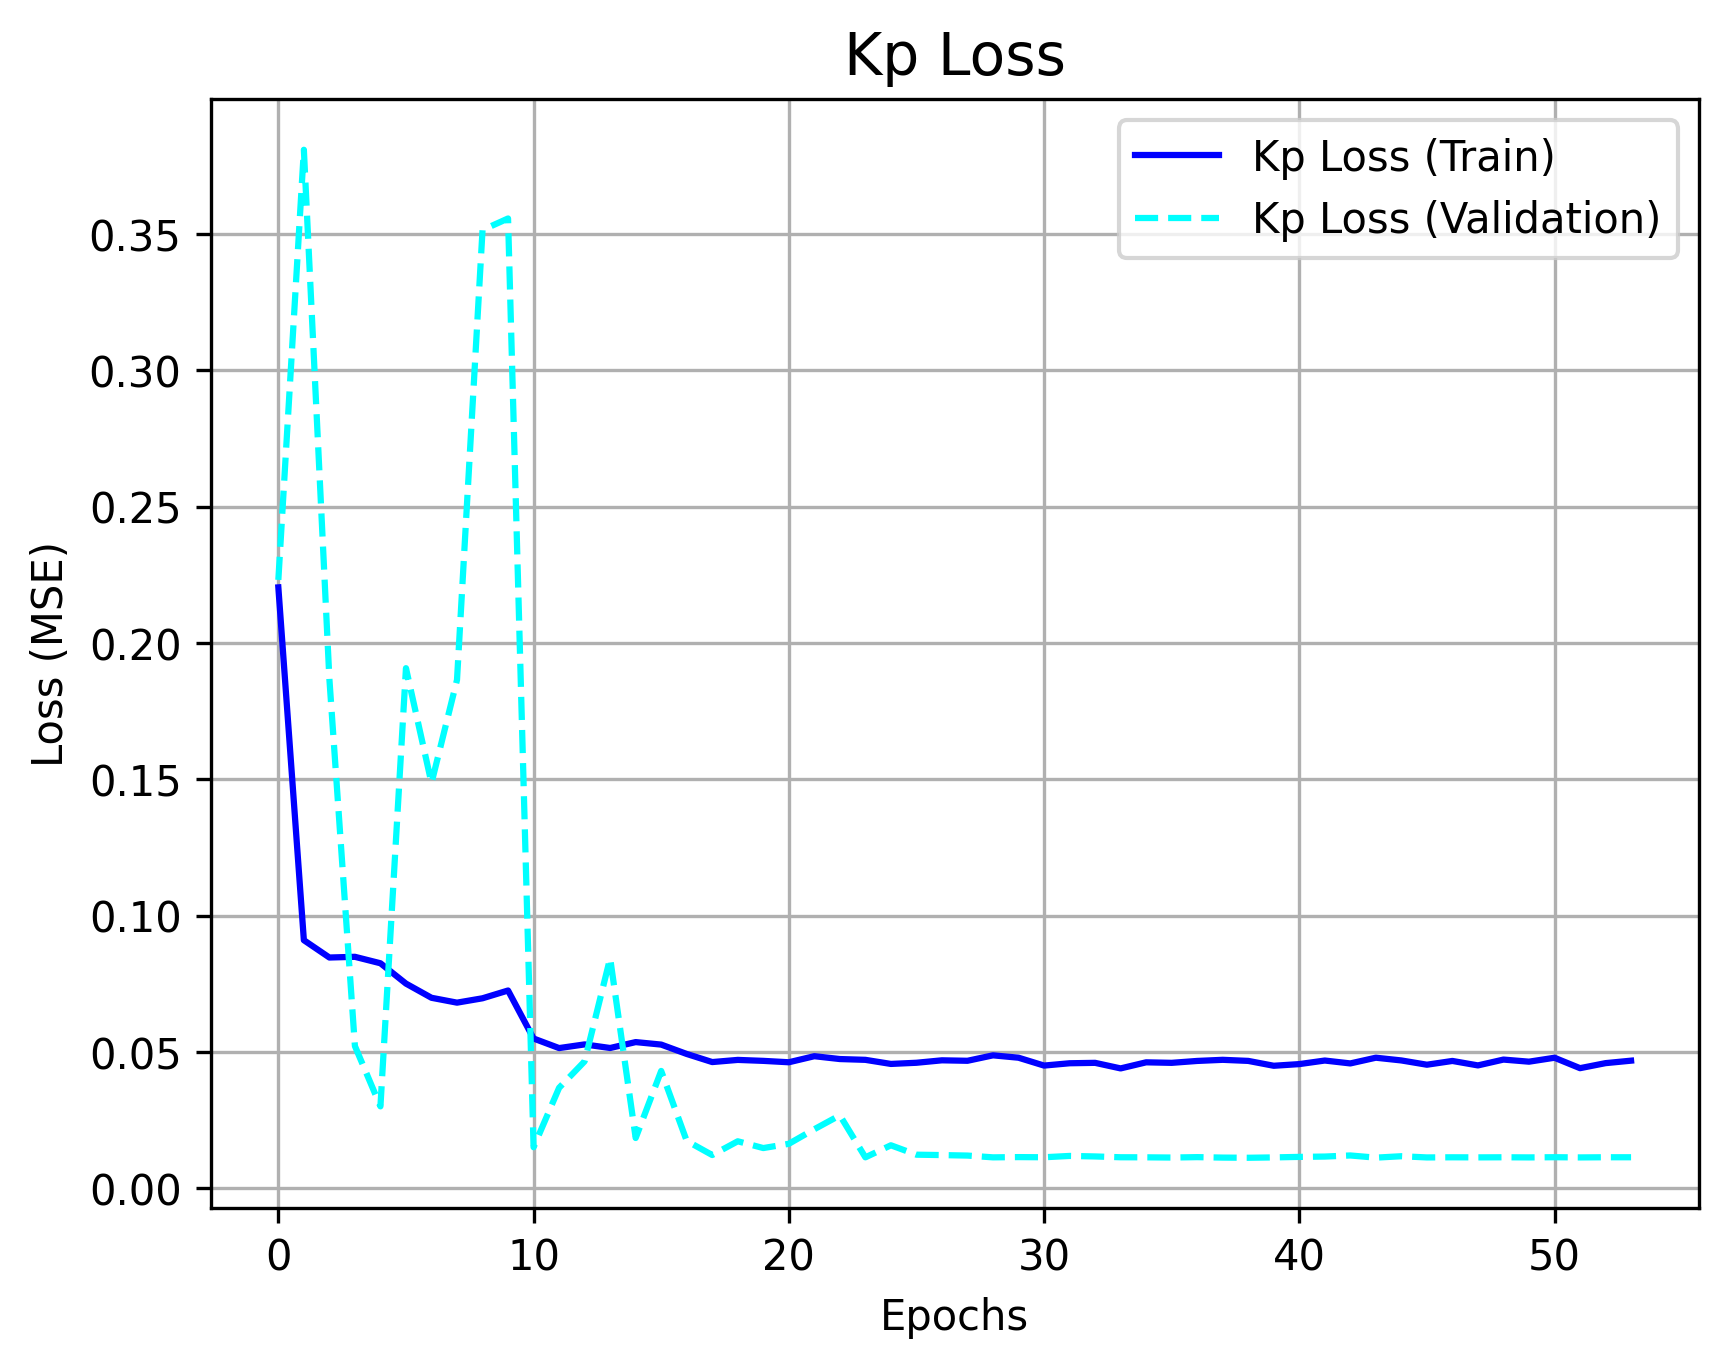 Kp Loss
Kp Loss (Train)
Kp Loss (Validation)
0.35
0.30
0.25
0.20
0.15
0.10
0.05
0.00
Loss (MSE)
0 10 20 30 40 50
Epochs